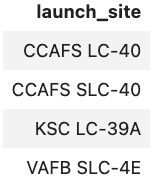 launch_site
CCAFS LC-40
CCAFS SLC-40
KSC LC-39A
VAFB SLC-4E